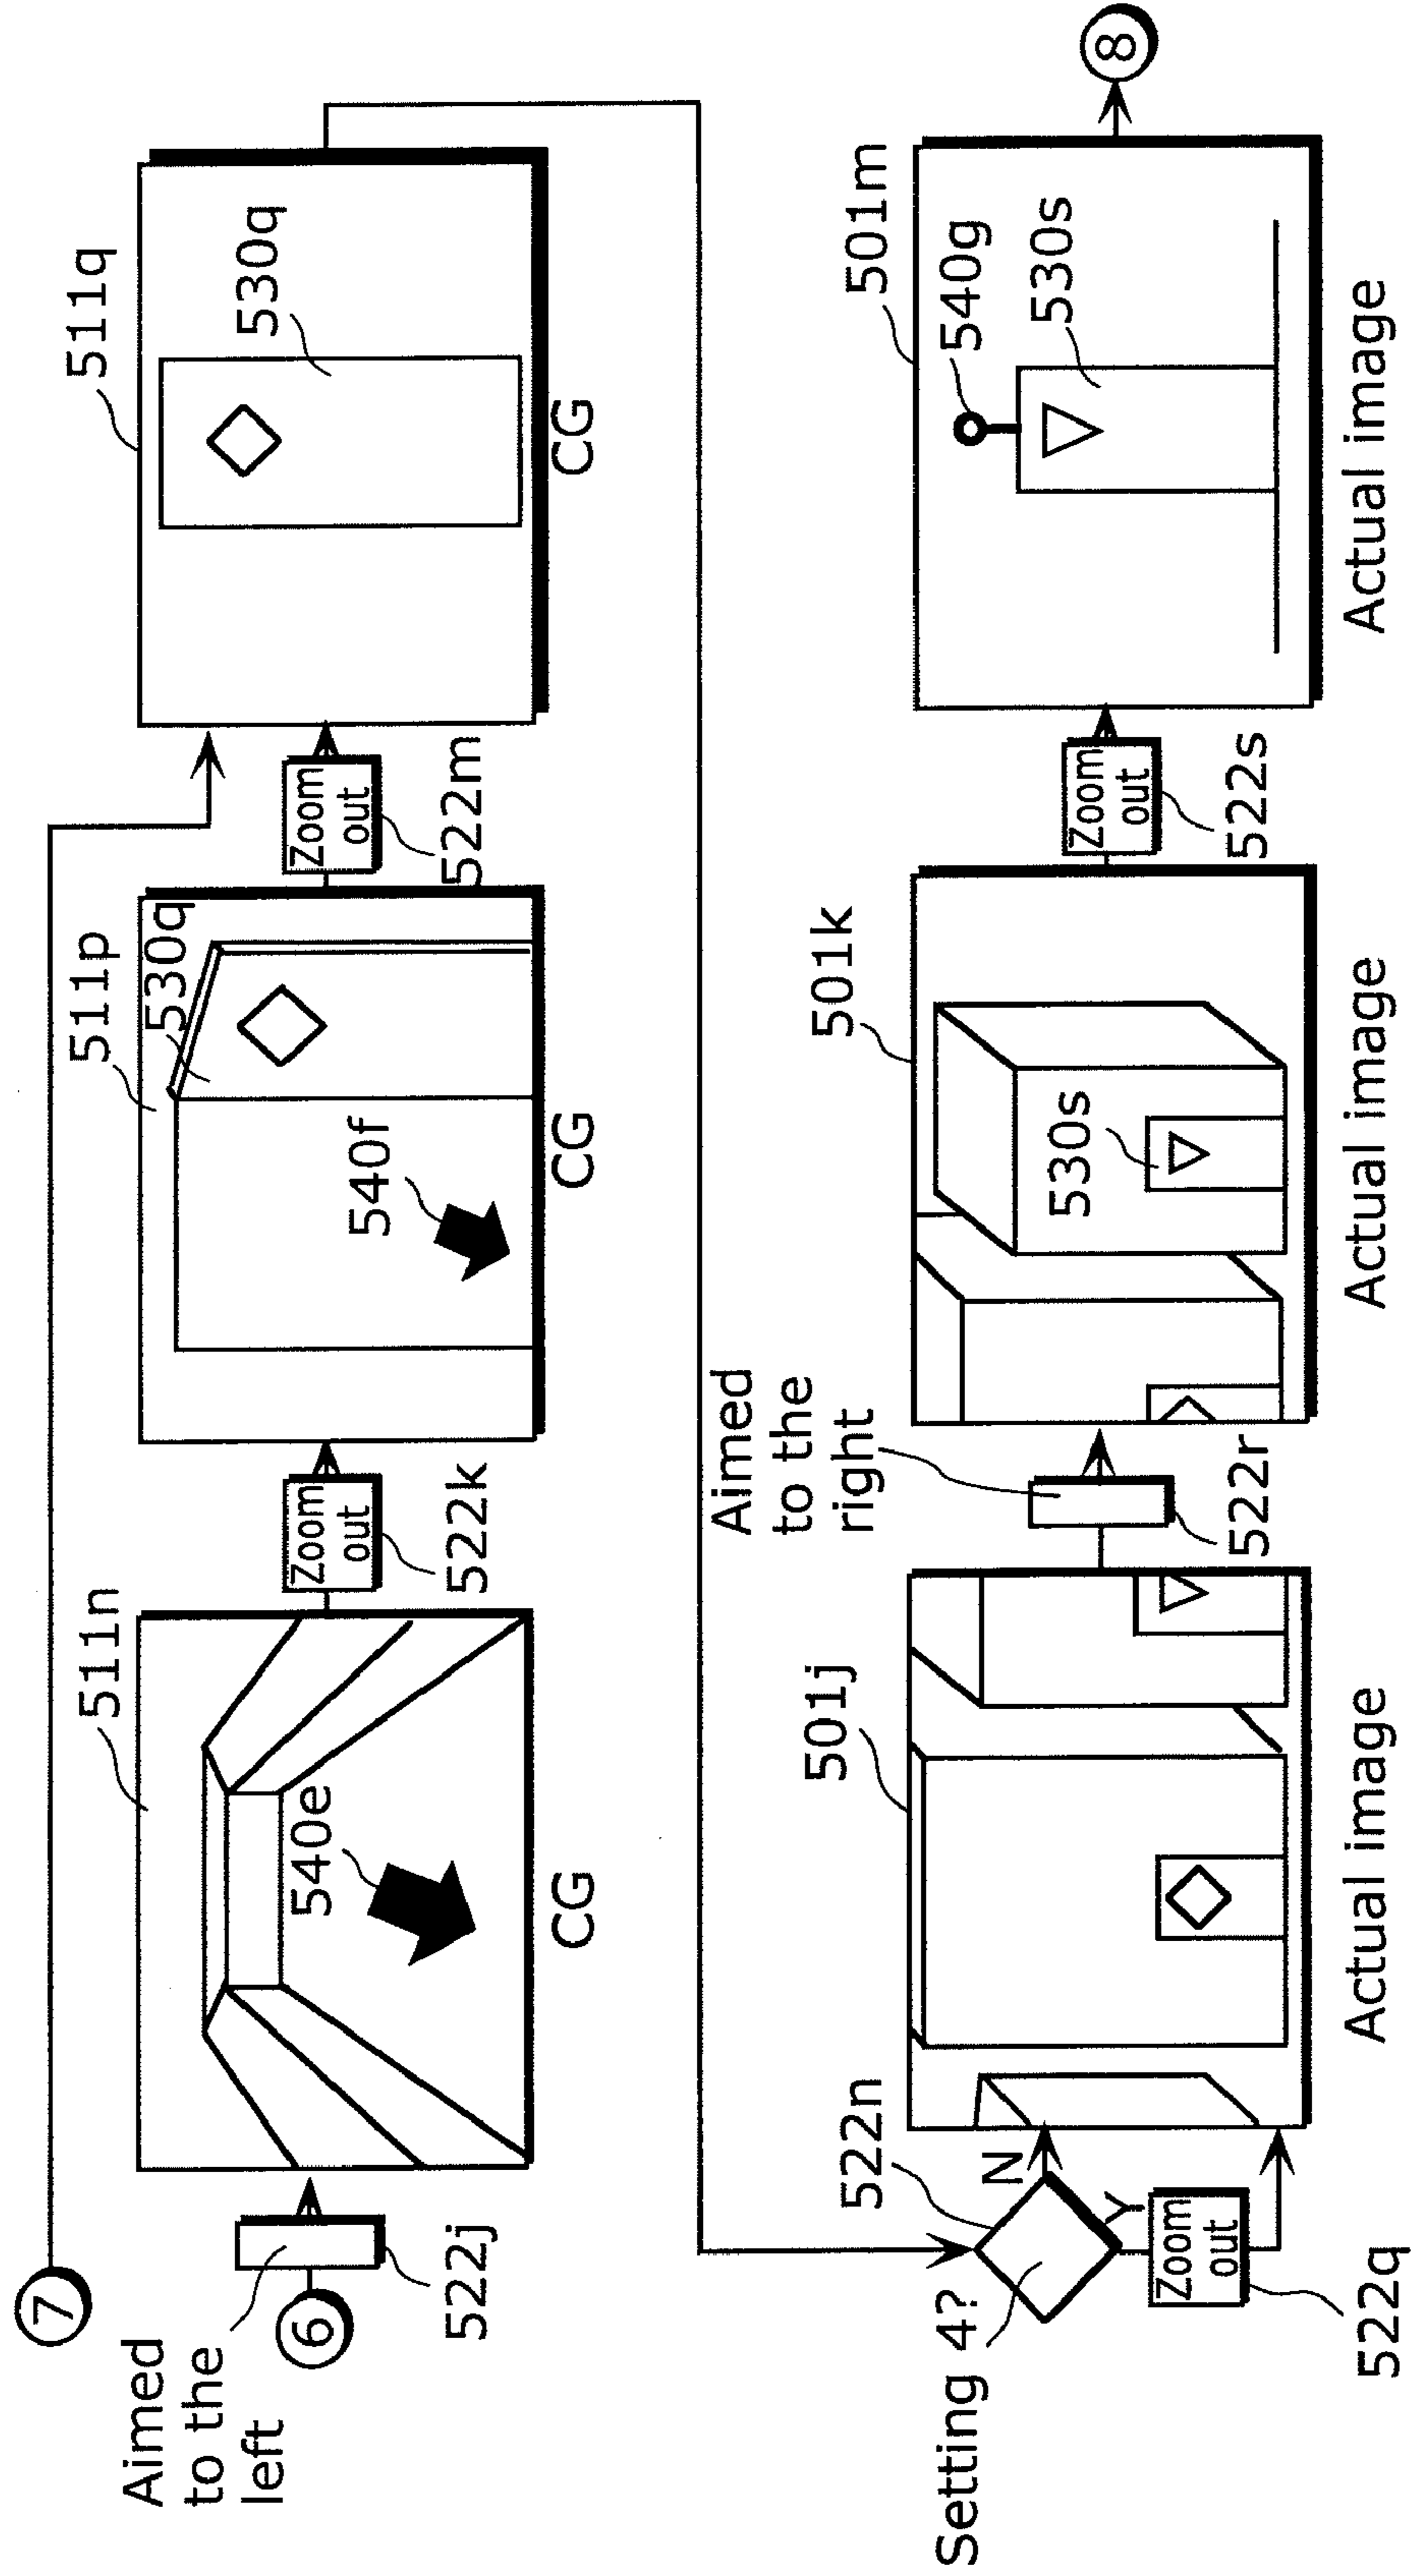 7
Aimed
to the
left
6
522j
511n
540e
CG
Zoom
out
522k
511p
530q
540f
CG
Zoom
out
522m
511q
530q
CG
Setting 4?
522n
N
Y
Zoom
out
522q
501j
Actual image
Aimed
to the
right
522r
501k
530s
Actual image
Zoom
out
522s
501m
540g
530s
Actual image
8